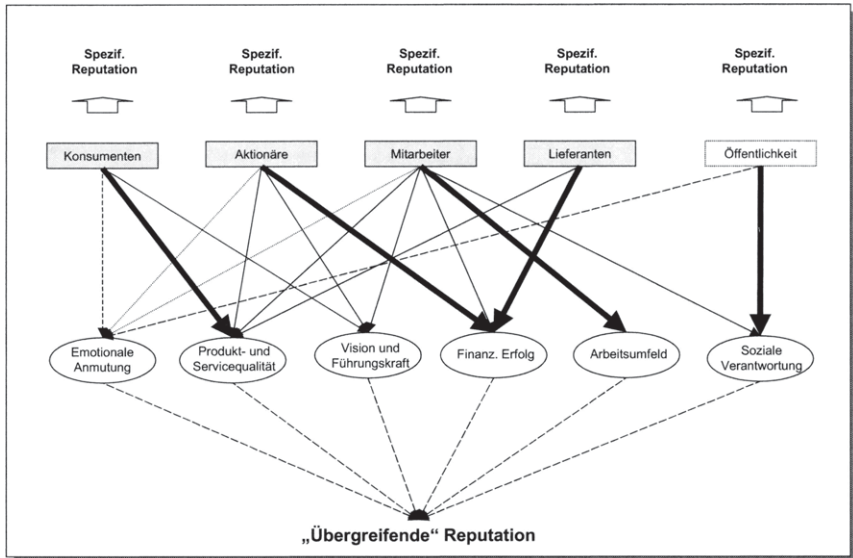 Spezif.
Reputation
Spezif.
Reputation
Spezif.
Reputation
Spezif.
Reputation
Spezif.
Reputation
Konsumenten
Aktionäre
Mitarbeiter
Lieferanten
Öffentlichkeit
Emotionale
Anmutung
Produkt- und
Servicequalität
Vision und
Führungskraft
Finanz. Erfolg
Arbeitsumfeld
Soziale
Verantwortung
„Übergreifende“ Reputation